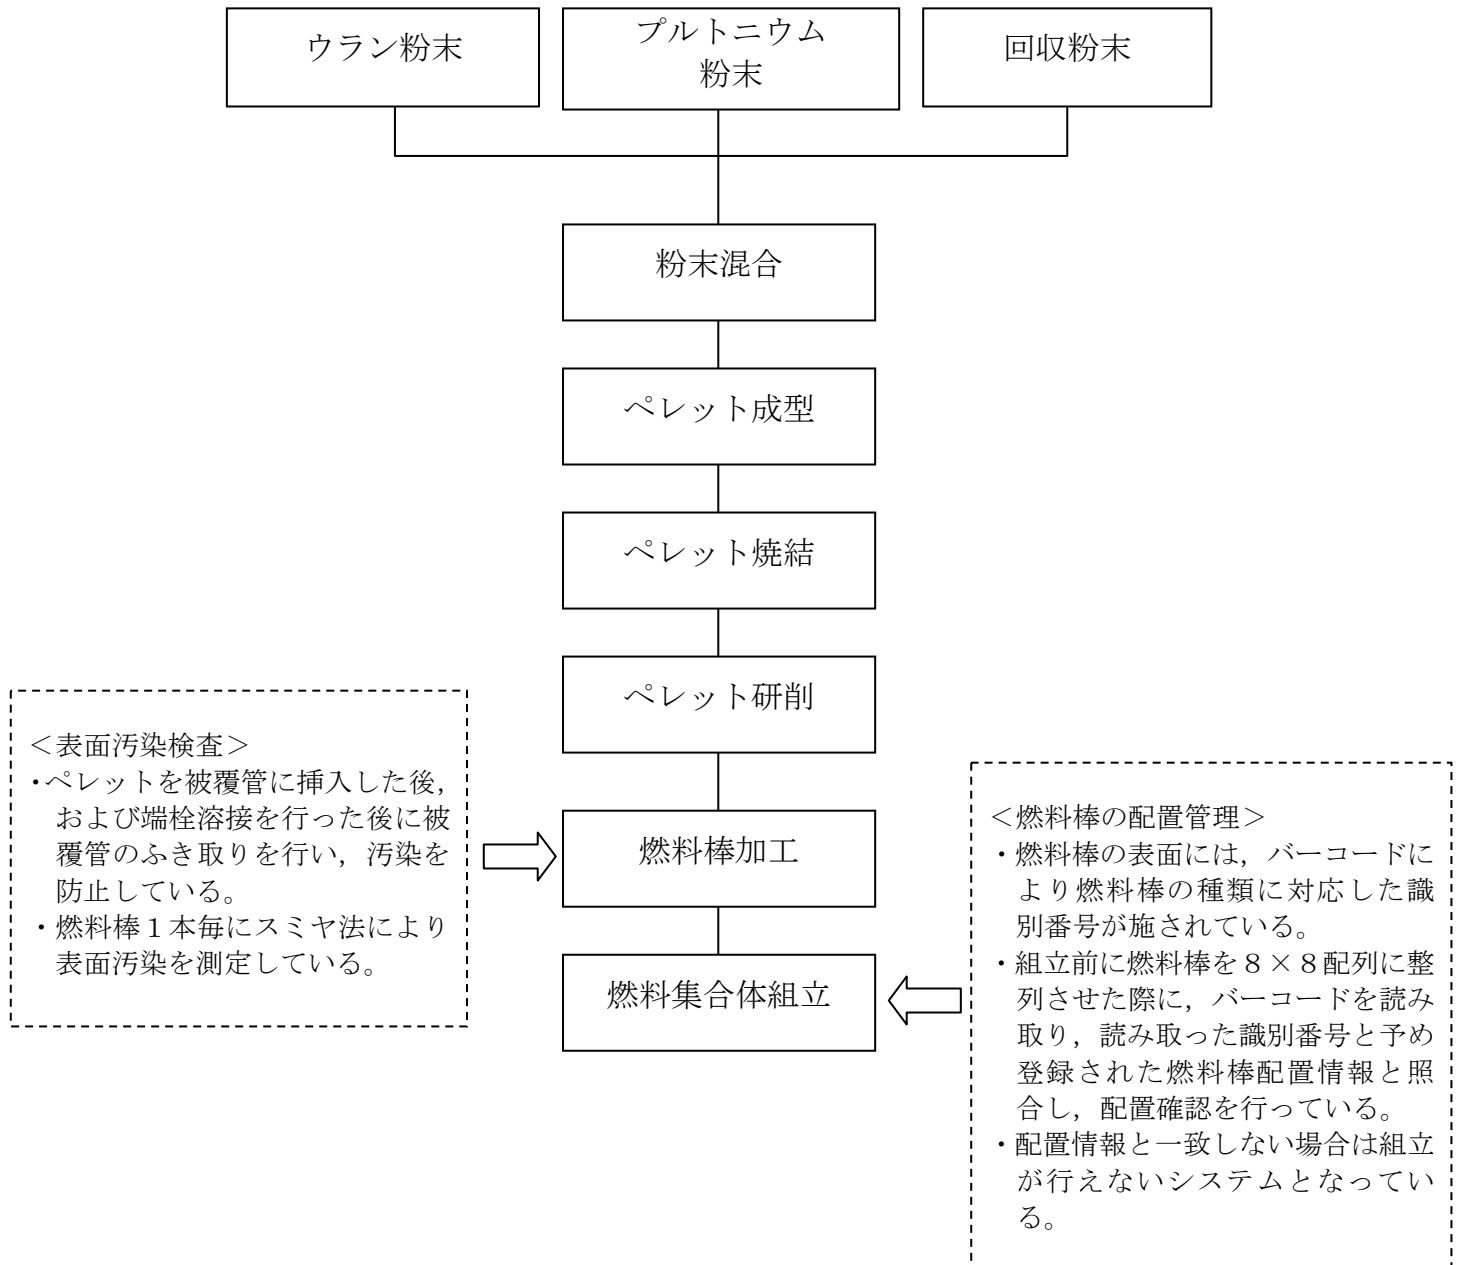 ウラン粉末
プルトニウム
粉末
回収粉末
粉末混合
ペレット成型
ペレット焼結
ペレット研削
＜表面汚染検査＞
・ペレットを被覆管に挿入した後，
および端栓溶接を行った後に被
覆管のふき取りを行い，汚染を
防止している。
・燃料棒１本毎にスミヤ法により
表面汚染を測定している。
燃料棒加工
燃料集合体組立
＜燃料棒の配置管理＞
・燃料棒の表面には，バーコードに
より燃料棒の種類に対応した識
別番号が施されている。
・組立前に燃料棒を８×８配列に整
列させた際に，バーコードを読み
取り，読み取った識別番号と予め
登録された燃料棒配置情報と照
合し，配置確認を行っている。
・配置情報と一致しない場合は組立
が行えないシステムとなってい
る。